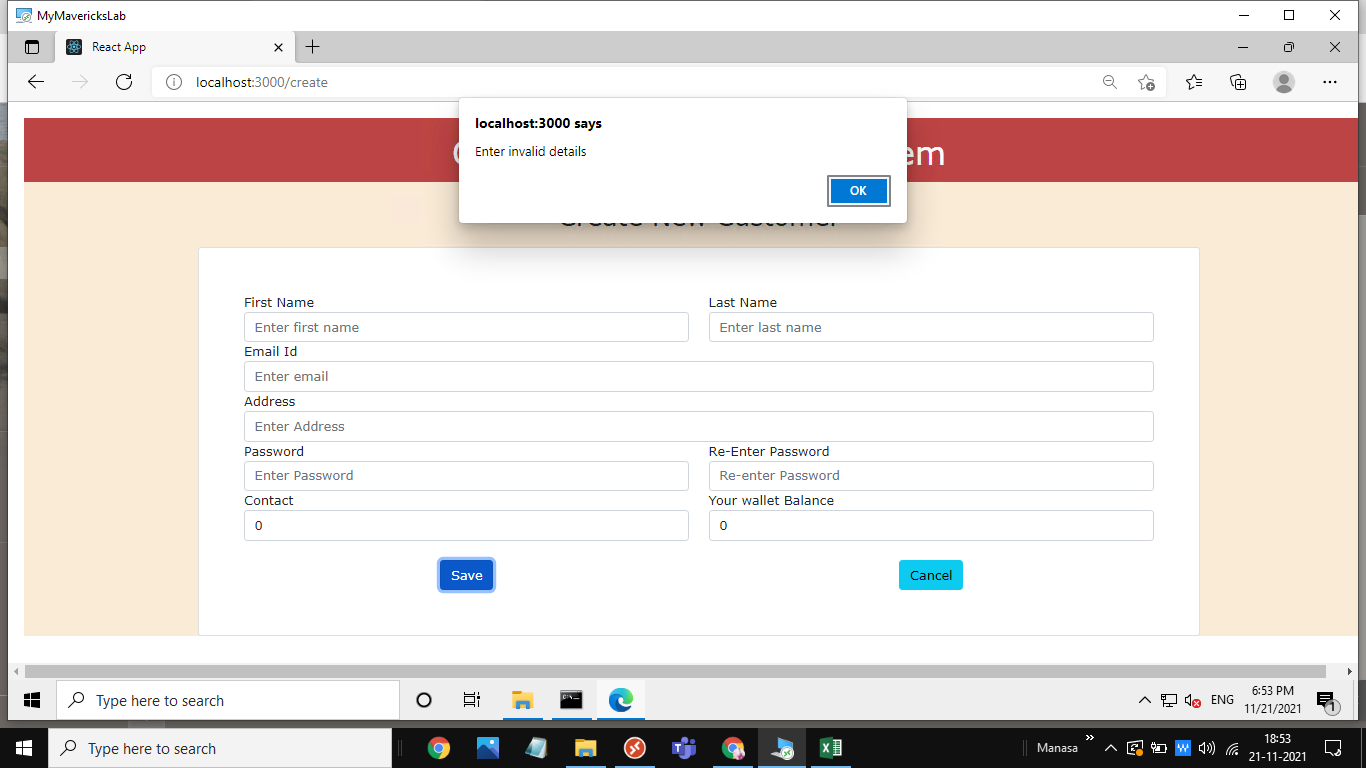 MyMavericksLab
React App
localhost:3000/create
localhost:3000 says
Enter invalid details
OK
em
Create New Customer
First Name
Last Name
Enter first name
Enter last name
Email Id
Enter email
Address
Enter Address
Password
Re-Enter Password
Enter Password
Re-enter Password
Contact
Your wallet Balance
0
0
Save
Cancel
Type here to search
ENG
6:53 PM
11/21/2021
1
Type here to search
Manasa
18:53
21-11-2021